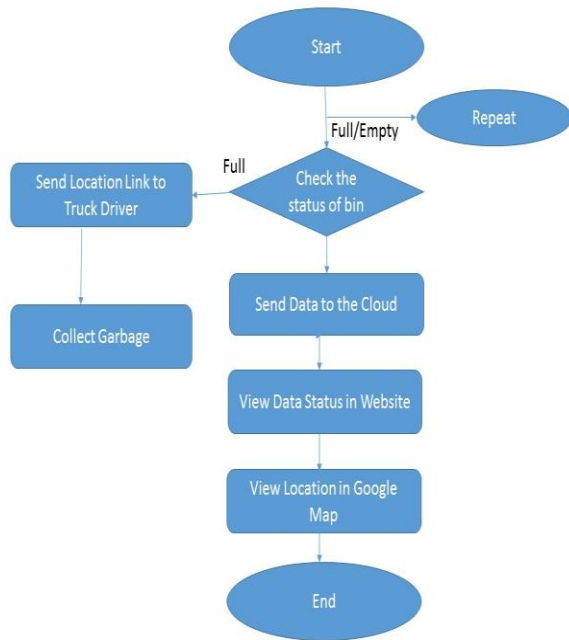 Start
Full/Empty
Repeat
Full
Check the
status of bin
Send Location Link to
Truck Driver
Send Data to the Cloud
Collect Garbage
View Data Status in Website
View Location in Google
Map
End